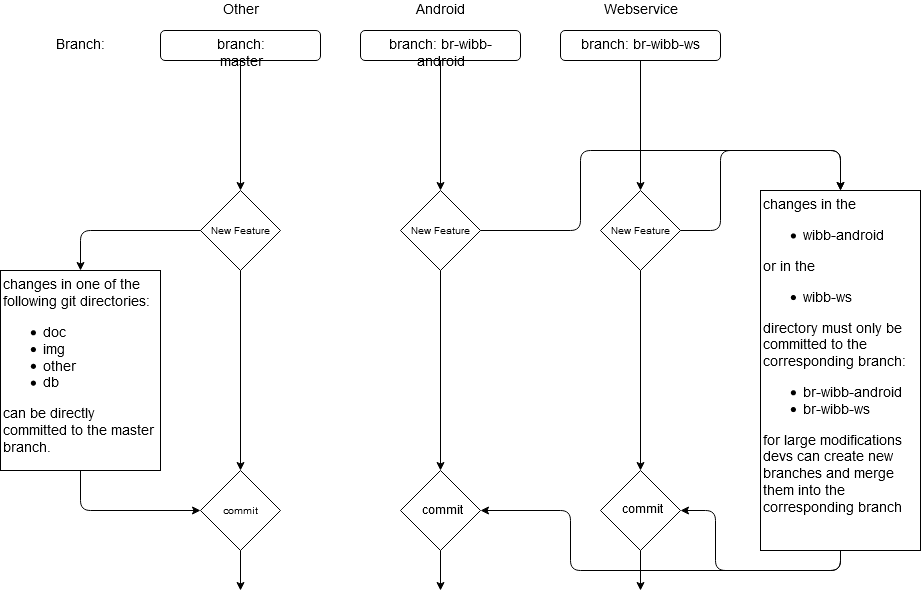 Other
Android
Webservice
Branch:
branch:
master
branch: br-wibb-
android
branch: br-wibb-ws
New Feature
New Feature
New Feature
changes in one of the
following git directories:
• doc
• img
• other
• db
can be directly
committed to the master
branch.
changes in the
• wibb-android
or in the
• wibb-ws
directory must only be
committed to the
corresponding branch:
• br-wibb-android
• br-wibb-ws
for large modifications
devs can create new
branches and merge
them into the
corresponding branch
commit
commit
commit